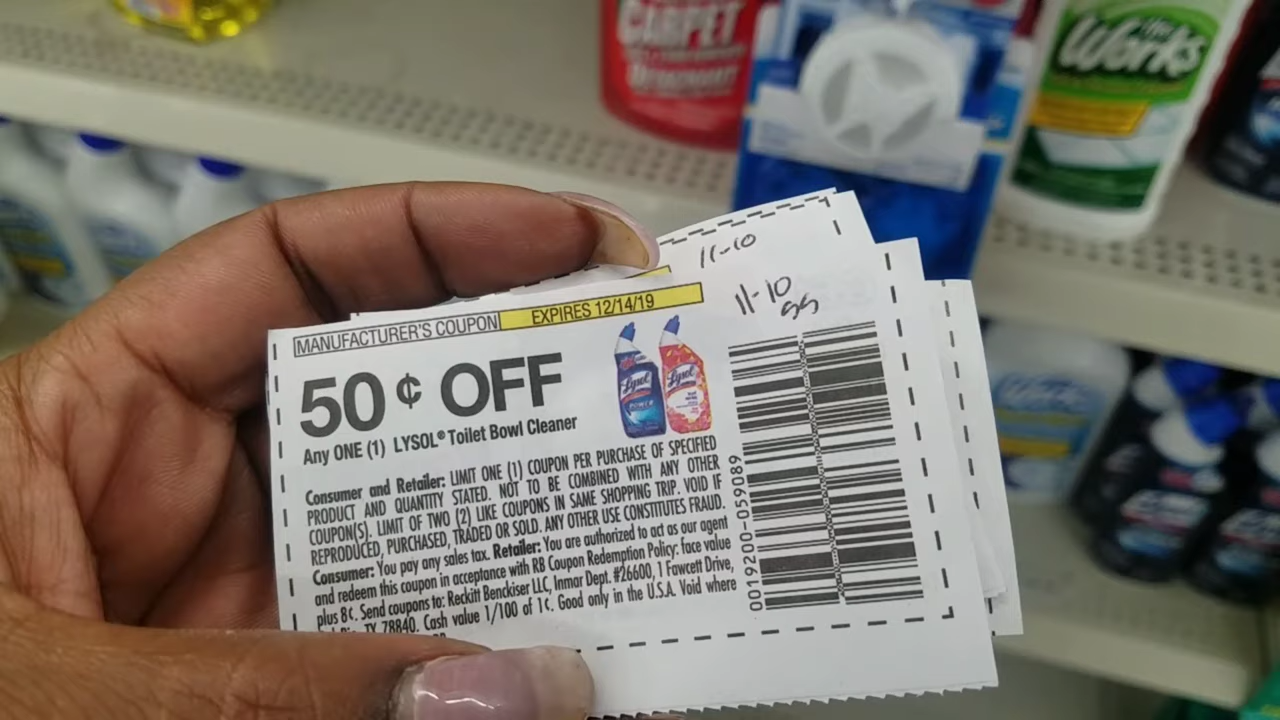 CARPET
the Works
11-10
11-10
ss
MANUFACTURER'S COUPON EXPIRES 12/14/19
50¢ OFF
Any ONE (1) LYSOL® Toilet Bowl Cleaner
Lysol Lysol
POWER
Consumer and Retailer: LIMIT ONE (1) COUPON PER PURCHASE OF SPECIFIED
PRODUCT AND QUANTITY STATED. NOT TO BE COMBINED WITH ANY OTHER
COUPON(S). LIMIT OF TWO (2) LIKE COUPONS IN SAME SHOPPING TRIP. VOID IF
REPRODUCED, PURCHASED, TRADED OR SOLD. ANY OTHER USE CONSTITUTES FRAUD.
Consumer: You pay any sales tax. Retailer: You are authorized to act as our agent
and redeem this coupon in acceptance with RB Coupon Redemption Policy: face value
plus 8¢. Send coupons to: Reckitt Benckiser LLC, Inmar Dept. #26600, 1 Fawcett Drive,
TX 78840. Cash value 1/100 of 1¢. Good only in the U.S.A. Void where
0019200-059089